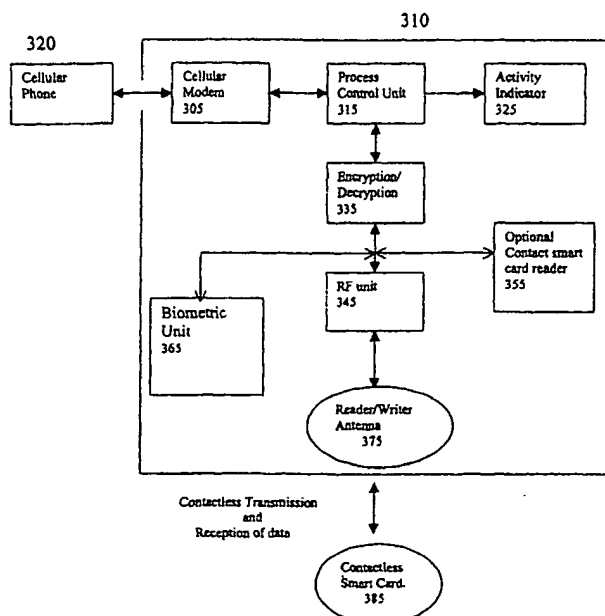 310
320
Cellular
Phone
Cellular
Modem
305
Process
Control Unit
315
Activity
Indicator
325
Encryption/
Decryption
335
Optional
Contact smart
card reader
355
RF unit
345
Biometric
Unit
365
Reader/Writer
Antenna
375
Contactless Transmission
and
Reception of data
Contactless
Smart Card
385